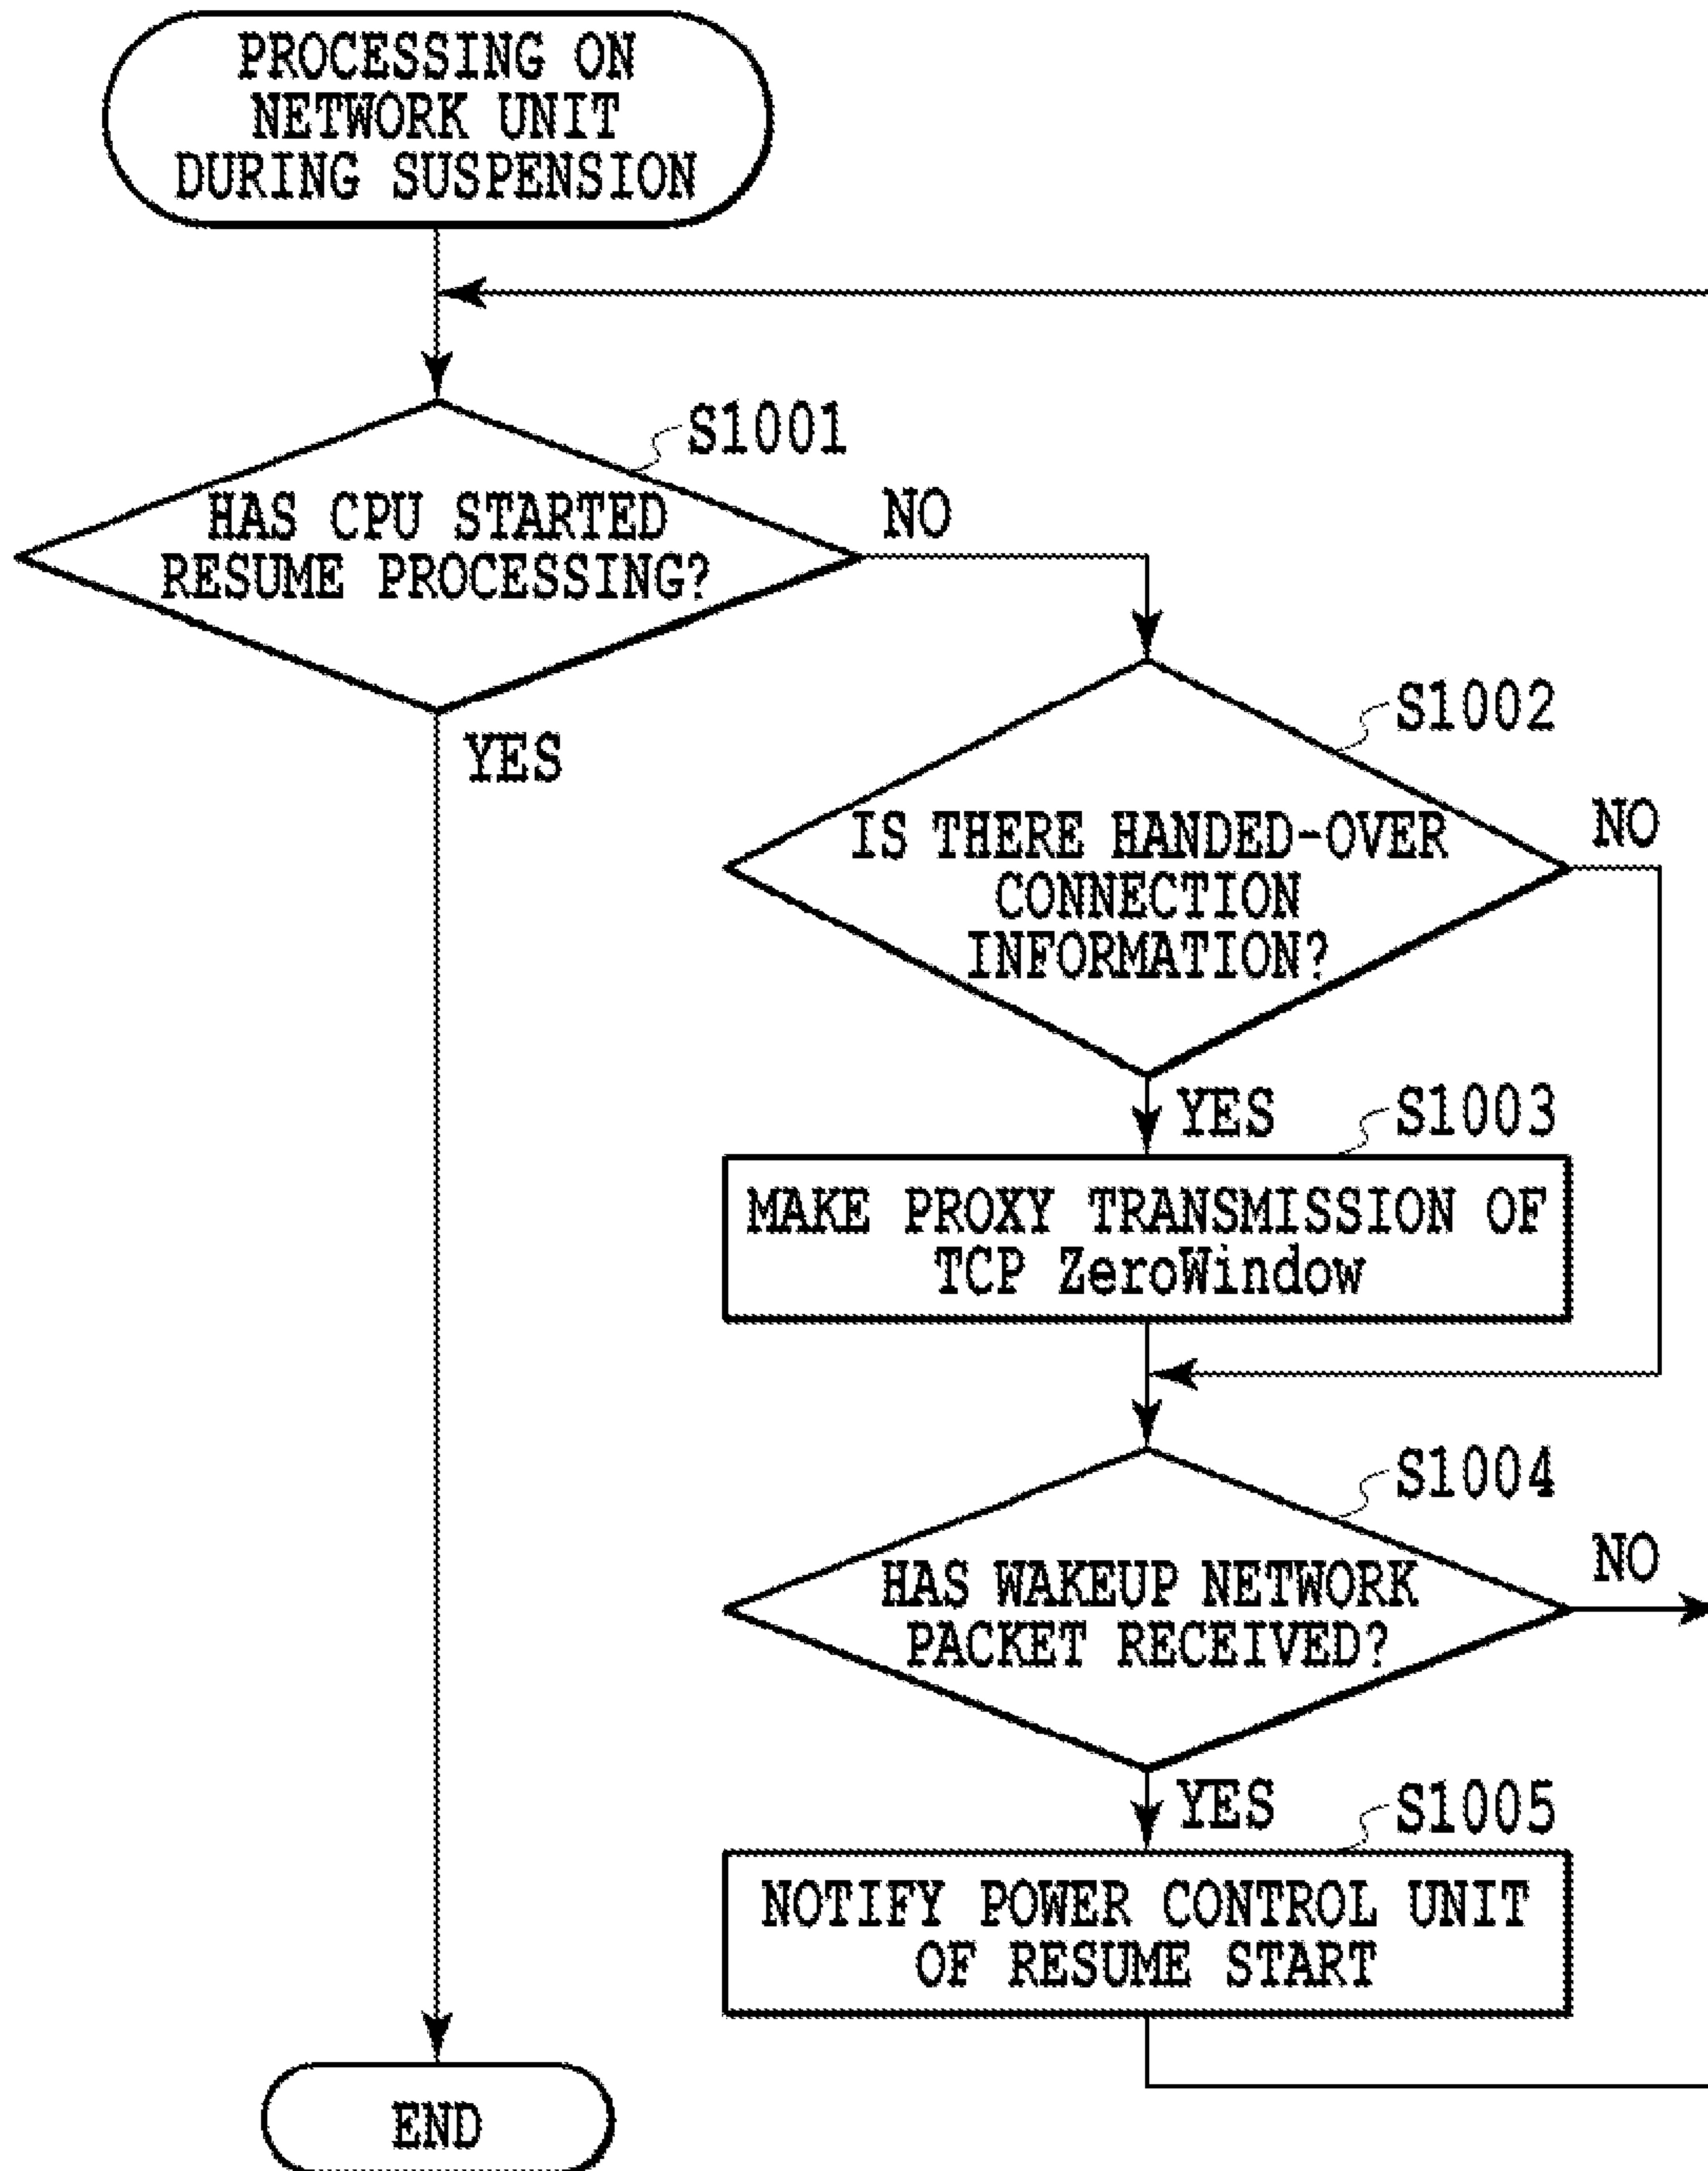 PROCESSING ON
NETWORK UNIT
DURING SUSPENSION
S1001
HAS CPU STARTED
RESUME PROCESSING?
NO
YES
S1002
IS THERE HANDED-OVER
CONNECTION
INFORMATION?
NO
YES
S1003
MAKE PROXY TRANSMISSION OF
TCP ZeroWindow
S1004
HAS WAKEUP NETWORK
PACKET RECEIVED?
NO
YES
S1005
NOTIFY POWER CONTROL UNIT
OF RESUME START
END